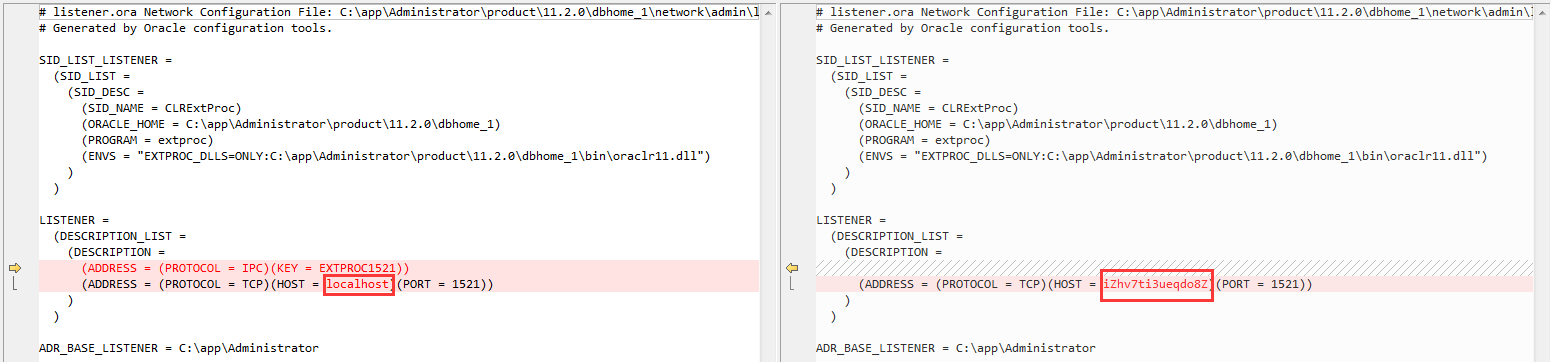 # listener.ora Network Configuration File: C:\app\Administrator\product\11.2.0\dbhome_1\network\admin\l
# Generated by Oracle configuration tools.
SID_LIST_LISTENER =
(SID_LIST =
(SID_DESC =
(SID_NAME = CLRExtProc)
(ORACLE_HOME = C:\app\Administrator\product\11.2.0\dbhome_1)
(PROGRAM = extproc)
(ENVS = "EXTPROC_DLLS=ONLY:C:\app\Administrator\product\11.2.0\dbhome_1\bin\oraclr11.dll")
)
)
LISTENER =
(DESCRIPTION_LIST =
(DESCRIPTION =
(ADDRESS = (PROTOCOL = IPC)(KEY = EXTPROC1521))
(ADDRESS = (PROTOCOL = TCP)(HOST = localhost)(PORT = 1521))
)
)
ADR_BASE_LISTENER = C:\app\Administrator
# listener.ora Network Configuration File: C:\app\Administrator\product\11.2.0\dbhome_1\network\admin\l
# Generated by Oracle configuration tools.
SID_LIST_LISTENER =
(SID_LIST =
(SID_DESC =
(SID_NAME = CLRExtProc)
(ORACLE_HOME = C:\app\Administrator\product\11.2.0\dbhome_1)
(PROGRAM = extproc)
(ENVS = "EXTPROC_DLLS=ONLY:C:\app\Administrator\product\11.2.0\dbhome_1\bin\oraclr11.dll")
)
)
LISTENER =
(DESCRIPTION_LIST =
(DESCRIPTION =
(ADDRESS = (PROTOCOL = TCP)(HOST = iZhv7ti3ueqdo8Z)(PORT = 1521))
)
)
ADR_BASE_LISTENER = C:\app\Administrator